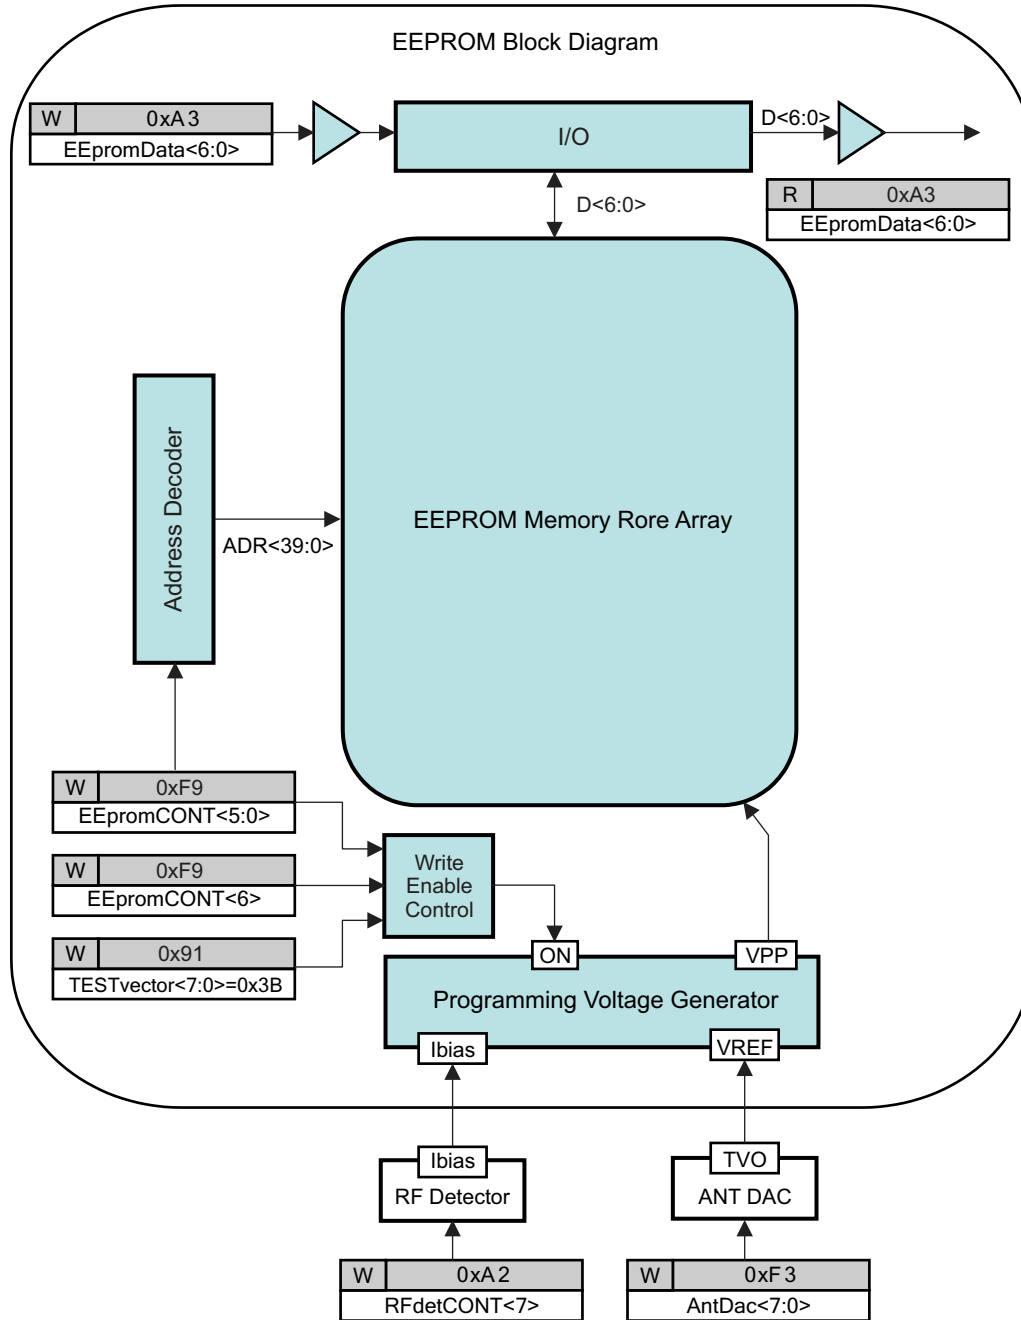 EEPROM Block Diagram
W 0xA3
EEpromData<6:0>
I/O
D<6:0>
R 0xA3
EEpromData<6:0>
D<6:0>
Address Decoder
ADR<39:0>
EEPROM Memory Rore Array
W 0xF9
EEpromCONT<5:0>
W 0xF9
EEpromCONT<6>
W 0x91
TESTvector<7:0>=0x3B
Write
Enable
Control
ON
VPP
Programming Voltage Generator
Ibias
VREF
Ibias
RF Detector
TVO
ANT DAC
W 0xA2
RFdetCONT<7>
W 0xF3
AntDac<7:0>